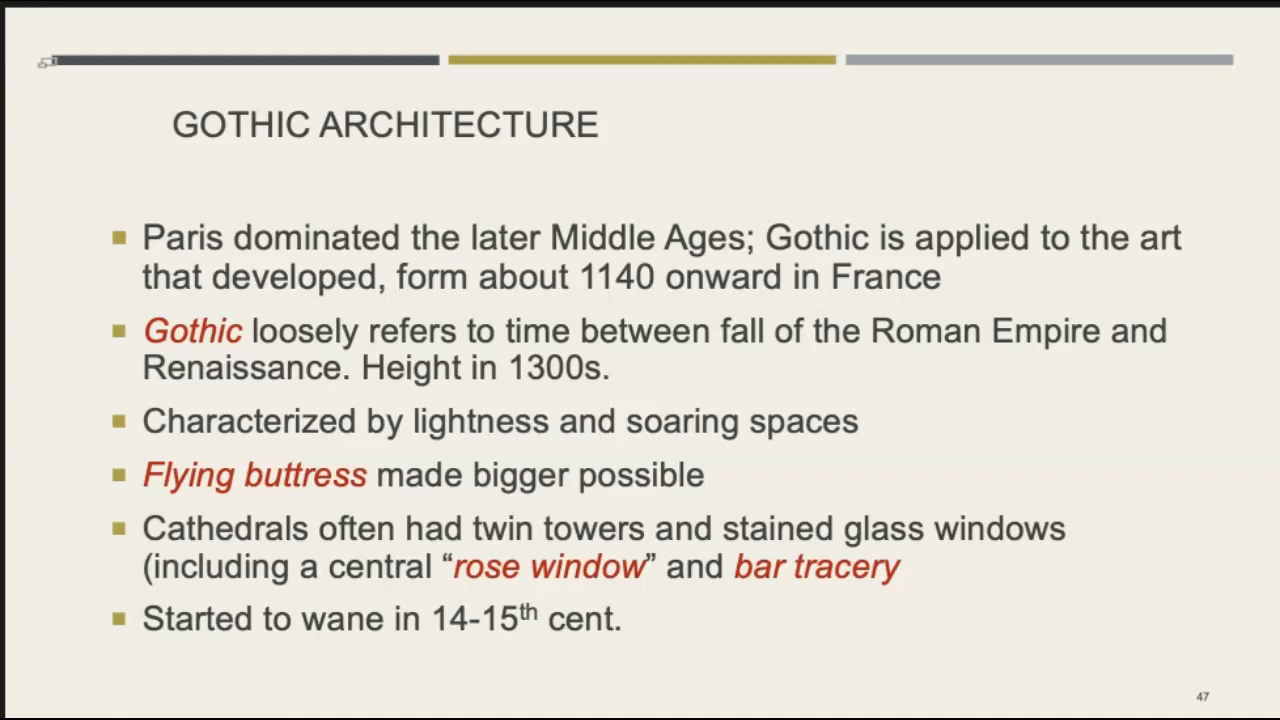 GOTHIC ARCHITECTURE
Paris dominated the later Middle Ages; Gothic is applied to the art
that developed, form about 1140 onward in France
Gothic loosely refers to time between fall of the Roman Empire and
Renaissance. Height in 1300s.
Characterized by lightness and soaring spaces
Flying buttress made bigger possible
Cathedrals often had twin towers and stained glass windows
(including a central “rose window” and bar tracery
Started to wane in 14-15th cent.
47